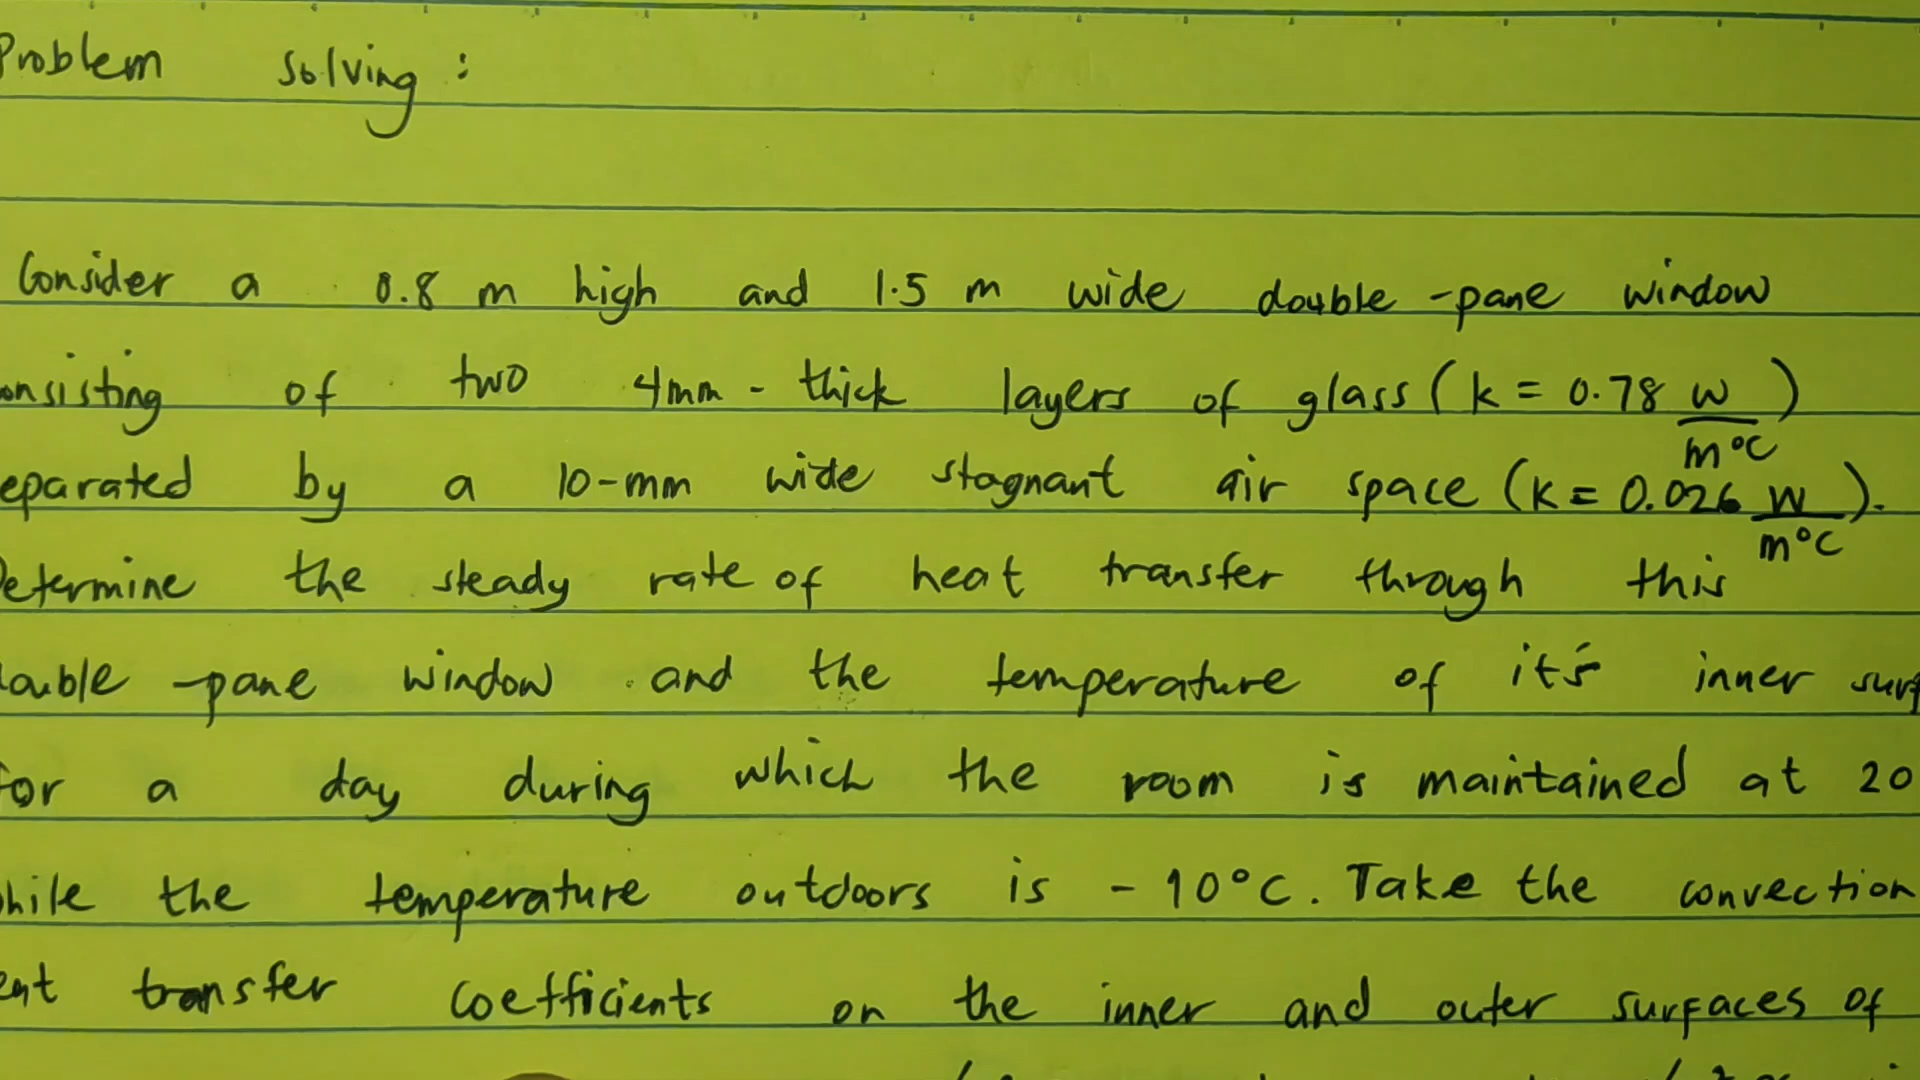 Problem solving:
Consider a 0.8 m high and 1.5 m wide double-pane window
onsisting of two 4mm-thick layers of glass (k = 0.78 W/m°C)
eparated by a 10-mm wide stagnant air space (k = 0.026 W/m°C).
Determine the steady rate of heat transfer through this
double-pane window and the temperature of it's inner surf
for a day during which the room is maintained at 20
while the temperature outdoors is -10°C. Take the convection
eat transfer coefficients on the inner and outer surfaces of